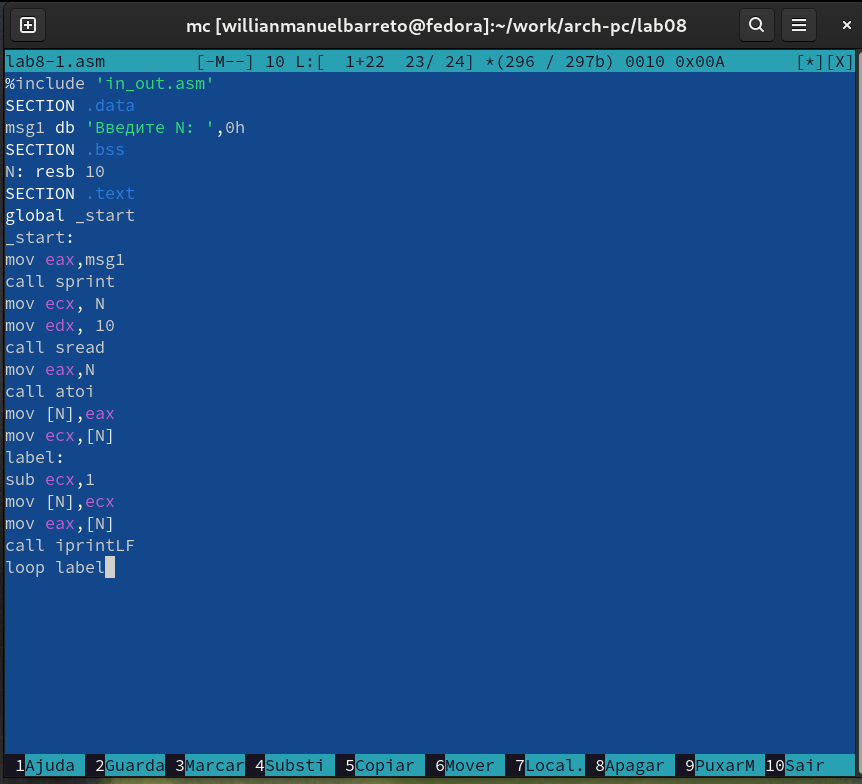 mc [willianmanuelbarreto@fedora]:~/work/arch-pc/lab08
lab8-1.asm [-M--] 10 L:[ 1+22 23/ 24] *(296 / 297b) 0010 0x00A [*][X]
%include 'in_out.asm'
SECTION .data
msg1 db 'Введите N: ',0h
SECTION .bss
N: resb 10
SECTION .text
global _start
_start:
mov eax,msg1
call sprint
mov ecx, N
mov edx, 10
call sread
mov eax,N
call atoi
mov [N],eax
mov ecx,[N]
label:
sub ecx,1
mov [N],ecx
mov eax,[N]
call iprintLF
loop label
1Ajuda 2Guarda 3Marcar 4Substi 5Copiar 6Mover 7Local. 8Apagar 9PuxarM 10Sair